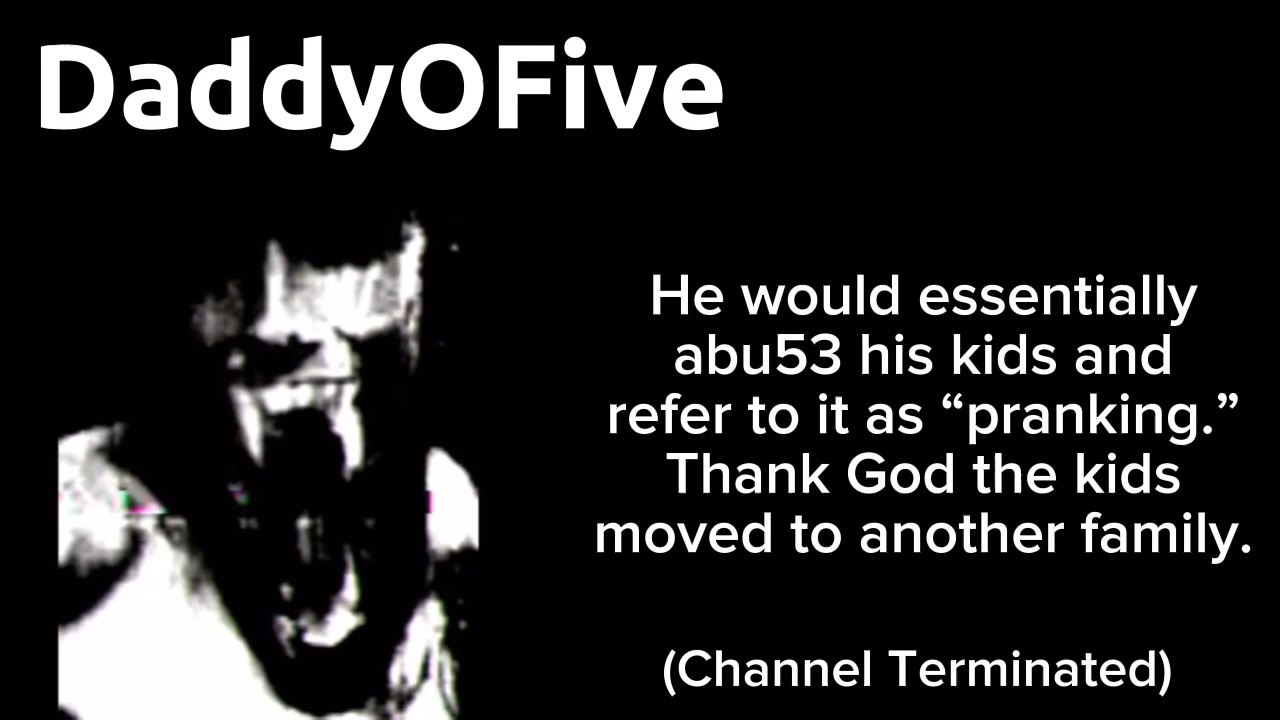 DaddyOFive
He would essentially
abu53 his kids and
refer to it as “pranking.”
Thank God the kids
moved to another family.
(Channel Terminated)